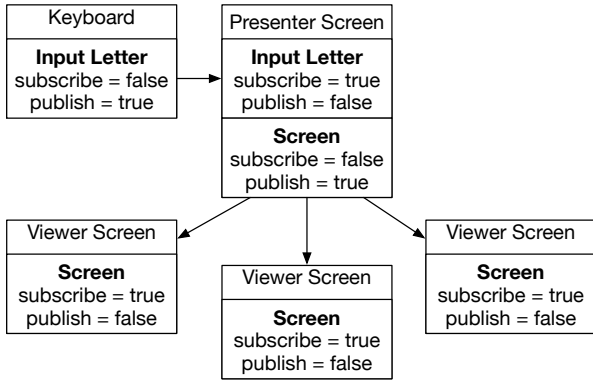 Keyboard
Input Letter
subscribe = false
publish = true
Presenter Screen
Input Letter
subscribe = true
publish = false
Screen
subscribe = false
publish = true
Viewer Screen
Screen
subscribe = true
publish = false
Viewer Screen
Screen
subscribe = true
publish = false
Viewer Screen
Screen
subscribe = true
publish = false